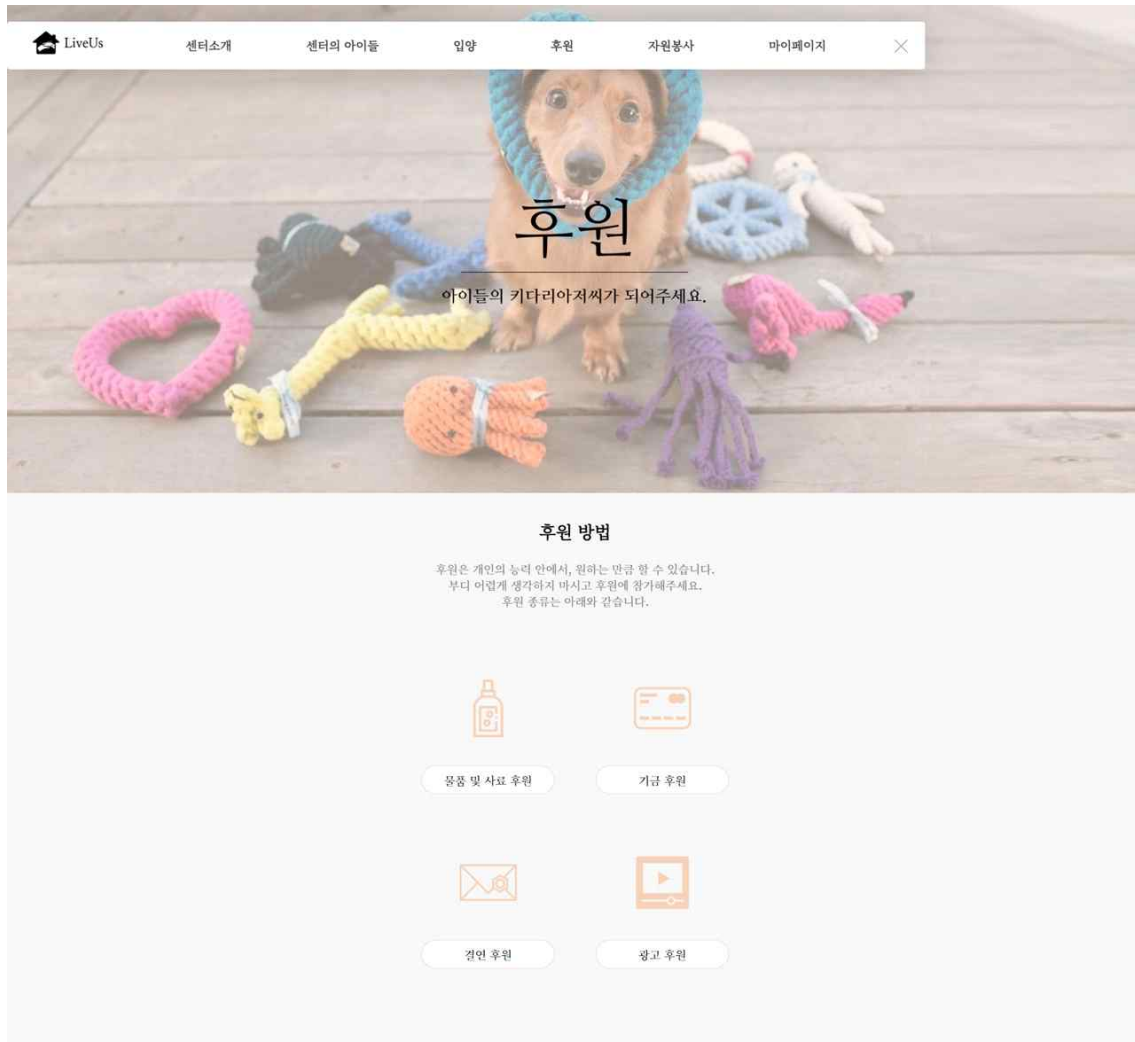 LiveUs 센터소개 센터의 아이들 입양 후원 자원봉사 마이페이지
후원
아이들의 키다리아저씨가 되어주세요.
후원 방법
후원은 개인의 능력 안에서, 원하는 만큼 할 수 있습니다.
부디 어렵게 생각하지 마시고 후원에 참가해주세요.
후원 종류는 아래와 같습니다.
물품 및 사료 후원 기금 후원
결연 후원 광고 후원